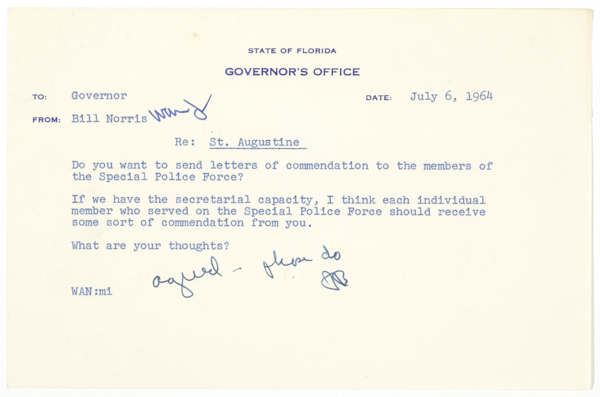 STATE OF FLORIDA
GOVERNOR'S OFFICE
TO: Governor DATE: July 6, 1964
FROM: Bill Norris
Re: St. Augustine
Do you want to send letters of commendation to the members of
the Special Police Force?
If we have the secretarial capacity, I think each individual
member who served on the Special Police Force should receive
some sort of commendation from you.
What are your thoughts?
agreed — please do
WAN:mi